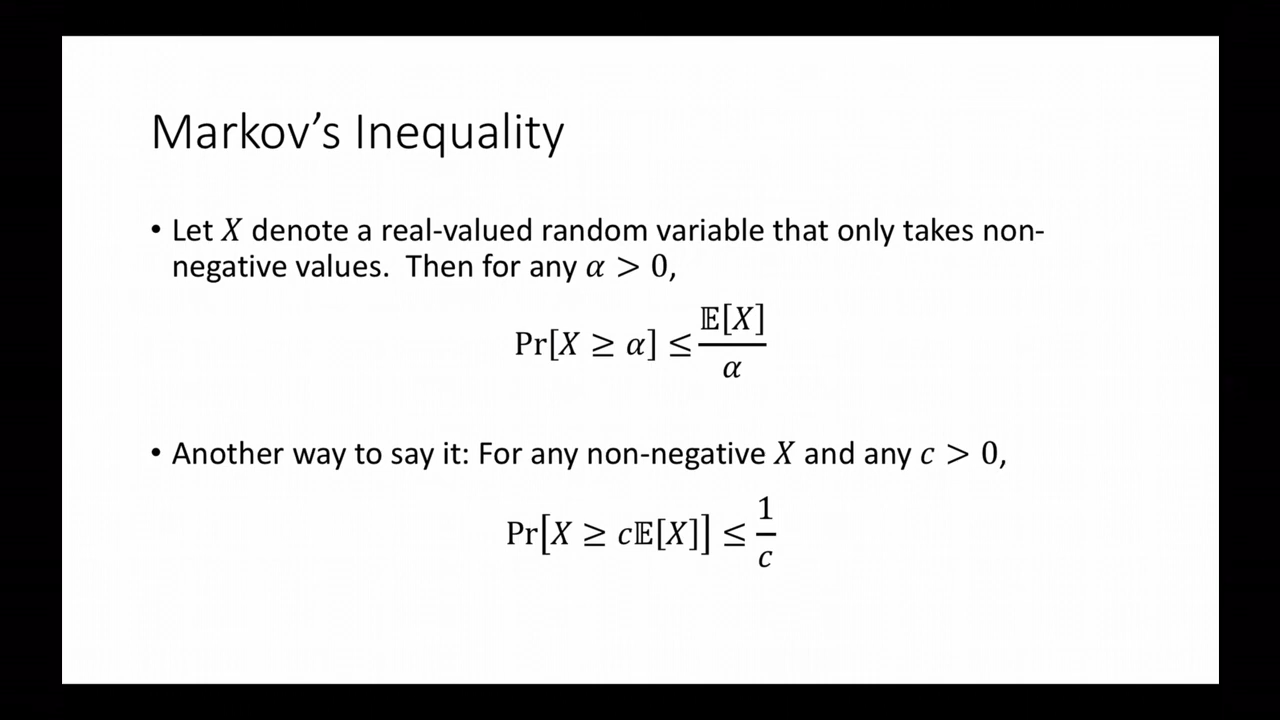 Markov’s Inequality
• Let 𝑋 denote a real-valued random variable that only takes non-
negative values.  Then for any 𝛼 > 0,
Pr[𝑋 ≥ 𝛼] ≤ 𝔼[𝑋]/𝛼
• Another way to say it: For any non-negative 𝑋 and any 𝑐 > 0,
Pr[𝑋 ≥ 𝑐𝔼[𝑋]] ≤ 1/𝑐